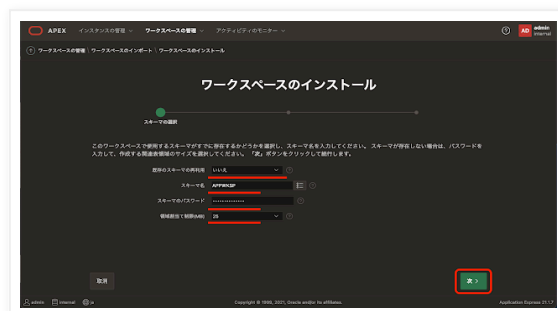 APEX インスタンスの管理 ワークスペースの管理 アクティビティのモニター AD admin internal
ワークスペースの管理 \ ワークスペースのインポート \ ワークスペースのインストール
ワークスペースのインストール
スキーマの選択
このワークスペースで使用するスキーマがすでに存在するかどうかを選択し、スキーマ名を入力してください。スキーマが存在しない場合は、パスワードを
入力して、作成する関連表領域のサイズを選択してください。「次」ボタンをクリックして続行します。
既存のスキーマの再利用 いいえ
スキーマ名 APPWKSP
スキーマのパスワード
領域割当て制限(MB) 25
取消 次 >
admin internal ja Copyright © 1999, 2021, Oracle and/or its affiliates. Application Express 21.1.7